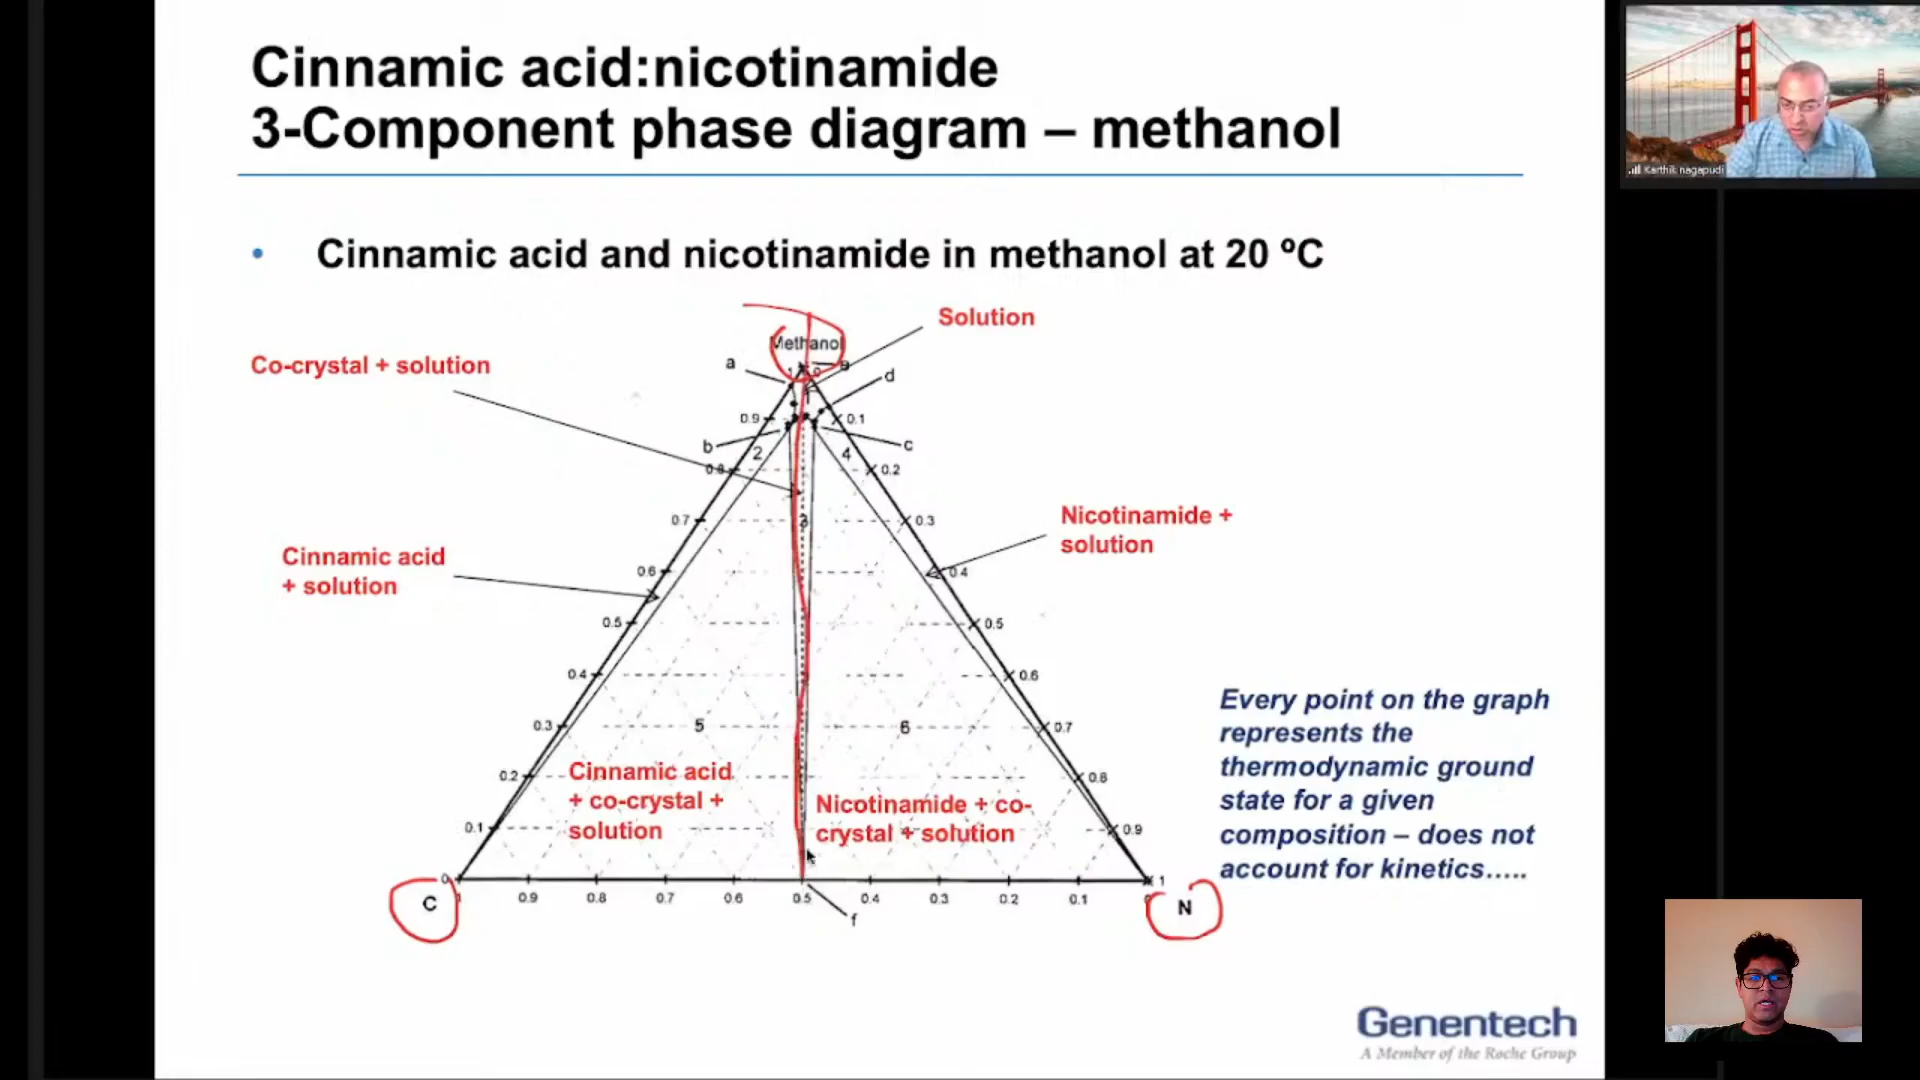 Cinnamic acid:nicotinamide
3-Component phase diagram – methanol
• Cinnamic acid and nicotinamide in methanol at 20 ºC
Solution
Methanol
Co-crystal + solution
a
d
0.9
0.1
b
c
2
4
0.8
0.2
0.7
3
0.3
Nicotinamide +
solution
Cinnamic acid
+ solution
0.6
0.4
0.5
0.5
0.4
0.6
0.3
5
6
0.7
0.2
0.8
Cinnamic acid
+ co-crystal +
solution
Nicotinamide + co-
crystal + solution
0.1
0.9
0
1
C
0.9
0.8
0.7
0.6
0.5
0.4
0.3
0.2
0.1
N
f
Every point on the graph
represents the
thermodynamic ground
state for a given
composition – does not
account for kinetics…..
Genentech
A Member of the Roche Group
Karthik nagapudi